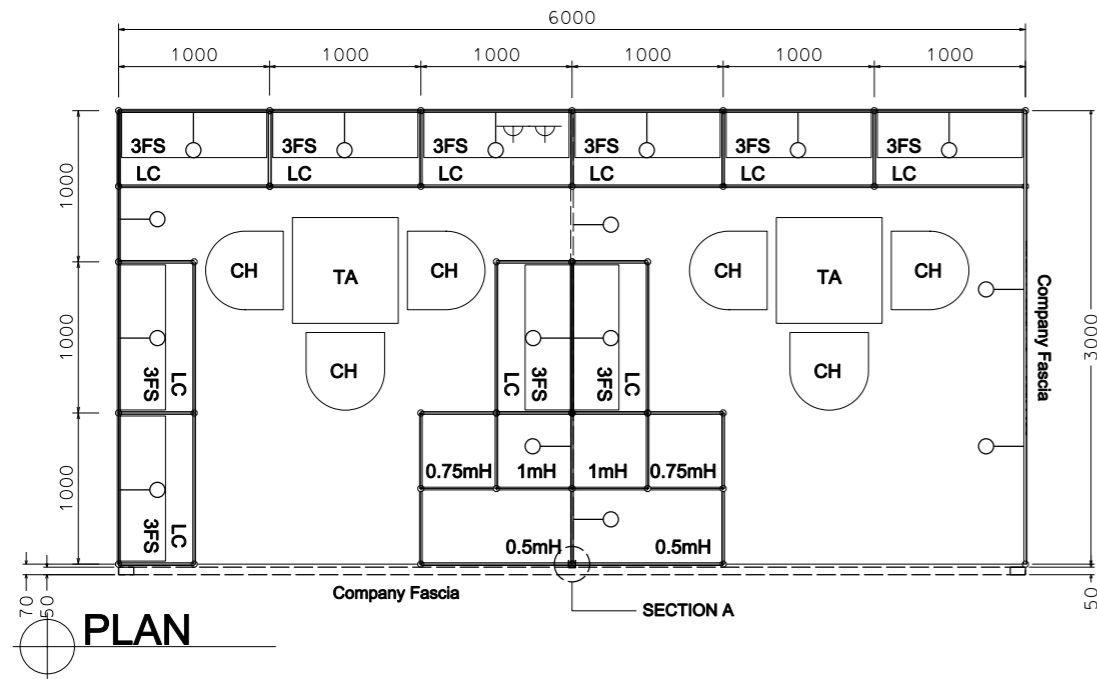 6000
1000 1000 1000 1000 1000 1000
3FS 3FS 3FS 3FS 3FS 3FS
LC LC LC LC LC LC
1000
CH TA CH CH TA CH
Company Fascia
3000
1000
CH CH
3FS LC LC 3FS 3FS LC
0.75mH 1mH 1mH 0.75mH
1000
3FS LC
0.5mH 0.5mH
Company Fascia
SECTION A
70 50 50
PLAN